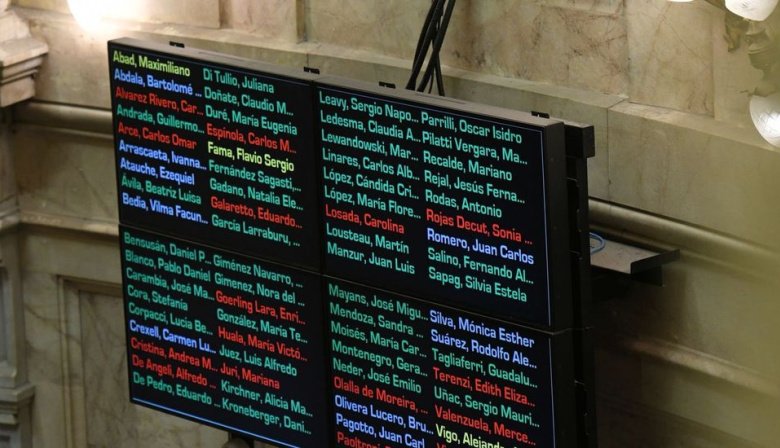 Abad, Maximiliano
Abdala, Bartolomé ...
Alvarez Rivero, Car...
Andrada, Guillermo...
Arce, Carlos Omar
Arrascaeta, Ivanna...
Atauche, Ezequiel
Ávila, Beatriz Luisa
Bedia, Vilma Facun...
Di Tullio, Juliana
Doñate, Claudio M...
Duré, María Eugenia
Espinola, Carlos M...
Fama, Flavio Sergio
Fernández Sagasti, ...
Gadano, Natalia Ele...
Galaretto, Eduardo...
García Larraburu, ...
Leavy, Sergio Napo...
Ledesma, Claudia A...
Lewandowski, Mar...
Linares, Carlos Alb...
López, Cándida Cri...
López, María Flore...
Losada, Carolina
Lousteau, Martín
Manzur, Juan Luis
Parrilli, Oscar Isidro
Pilatti Vergara, Ma...
Recalde, Mariano
Rejal, Jesús Ferna...
Rodas, Antonio
Rojas Decut, Sonia ...
Romero, Juan Carlos
Salino, Fernando Al...
Sapag, Silvia Estela
Bensusán, Daniel P...
Blanco, Pablo Daniel
Carambia, José Ma...
Cora, Stefanía
Corpacci, Lucía Be...
Crexell, Carmen Lu...
Cristina, Andrea M...
De Angeli, Alfredo ...
De Pedro, Eduardo ...
Giménez Navarro, ...
Gimenez, Nora del ...
Goerling Lara, Enri...
González, María Te...
Huala, María Victó...
Juez, Luis Alfredo
Juri, Mariana
Kirchner, Alicia Ma...
Kroneberger, Danie...
Mayans, José Migu...
Mendoza, Sandra ...
Moisés, María Car...
Montenegro, Gera...
Neder, José Emilio
Olalla de Moreira, ...
Olivera Lucero, Bru...
Pagotto, Juan Carl...
Paoltroni,
Silva, Mónica Esther
Suárez, Rodolfo Ale...
Tagliaferri, Guadalu...
Terenzi, Edith Eliza...
Uñac, Sergio Mauri...
Valenzuela, Merce...
Vigo, Alejandra